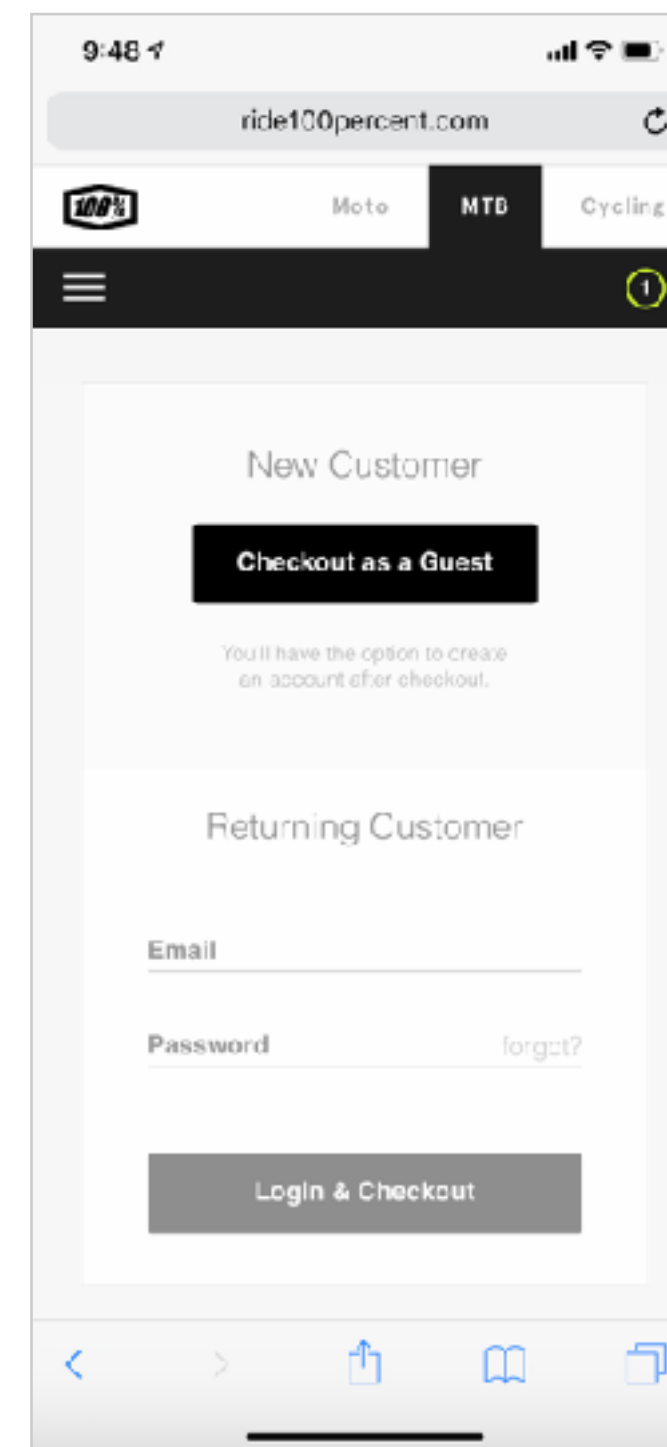 9:48
ride100percent.com
100% Moto MTB Cycling
1
New Customer
Checkout as a Guest
You'll have the option to create
an account after checkout.
Returning Customer
Email
Password forgot?
Login & Checkout